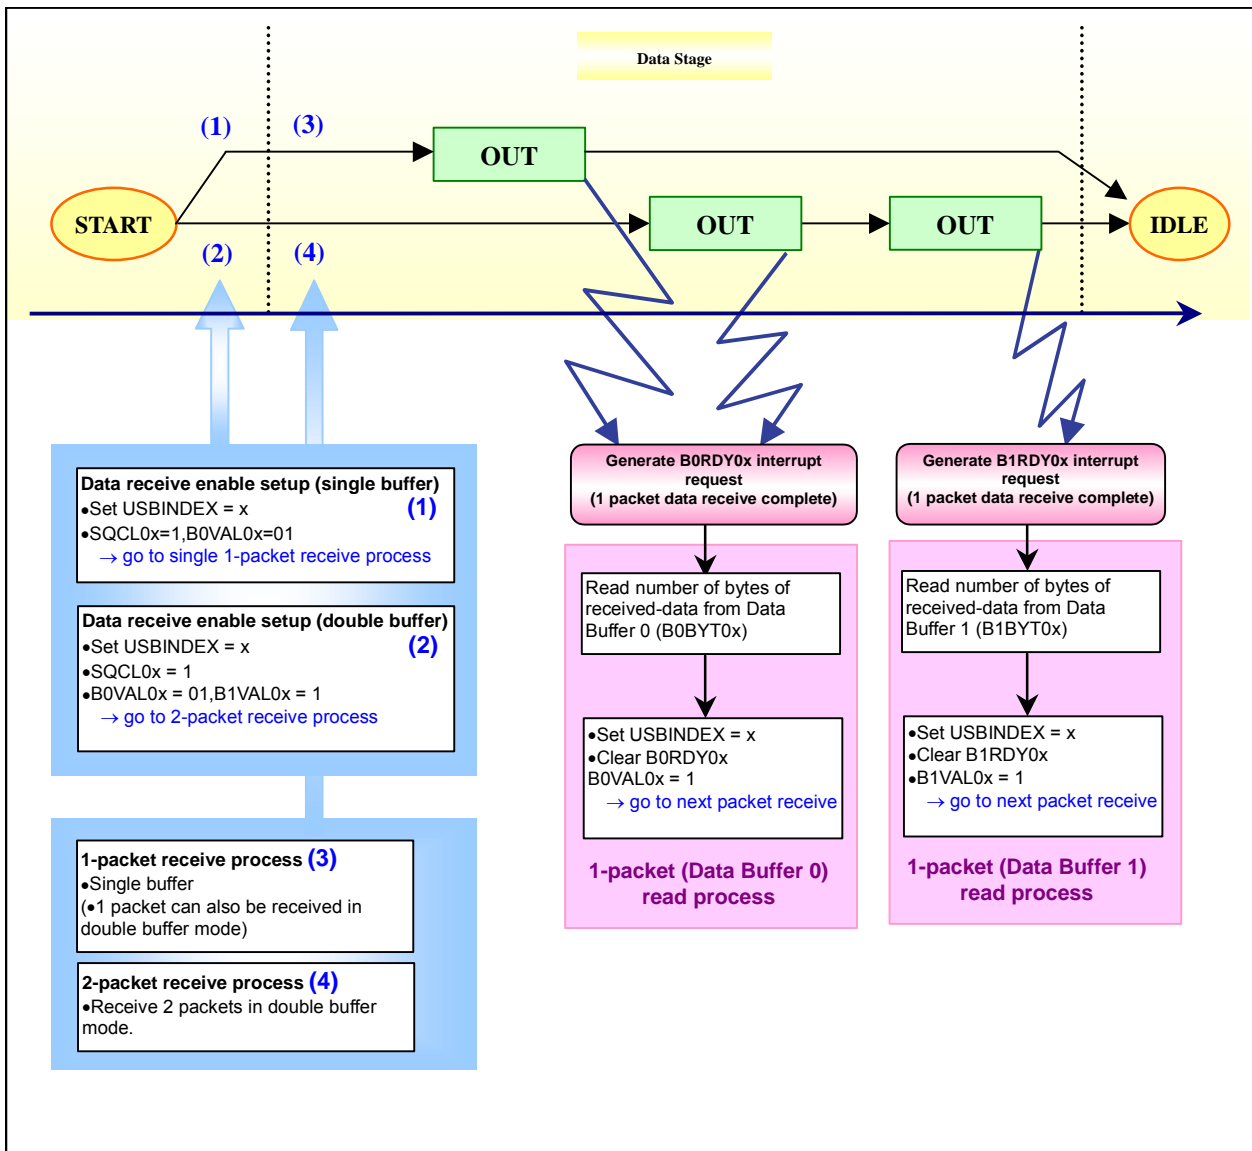 Data Stage
(1)
(3)
OUT
START
OUT
OUT
IDLE
(2)
(4)
Data receive enable setup (single buffer)
●Set USBINDEX = x
(1)
●SQCL0x=1,B0VAL0x=01
→ go to single 1-packet receive process
Data receive enable setup (double buffer)
●Set USBINDEX = x
(2)
●SQCL0x = 1
●B0VAL0x = 01,B1VAL0x = 1
→ go to 2-packet receive process
1-packet receive process (3)
●Single buffer
(●1 packet can also be received in
double buffer mode)
2-packet receive process (4)
●Receive 2 packets in double buffer
mode.
Generate B0RDY0x interrupt
request
(1 packet data receive complete)
Read number of bytes of
received-data from Data
Buffer 0 (B0BYT0x)
●Set USBINDEX = x
●Clear B0RDY0x
B0VAL0x = 1
→ go to next packet receive
1-packet (Data Buffer 0)
read process
Generate B1RDY0x interrupt
request
(1 packet data receive complete)
Read number of bytes of
received-data from Data
Buffer 1 (B1BYT0x)
●Set USBINDEX = x
●Clear B1RDY0x
●B1VAL0x = 1
→ go to next packet receive
1-packet (Data Buffer 1)
read process